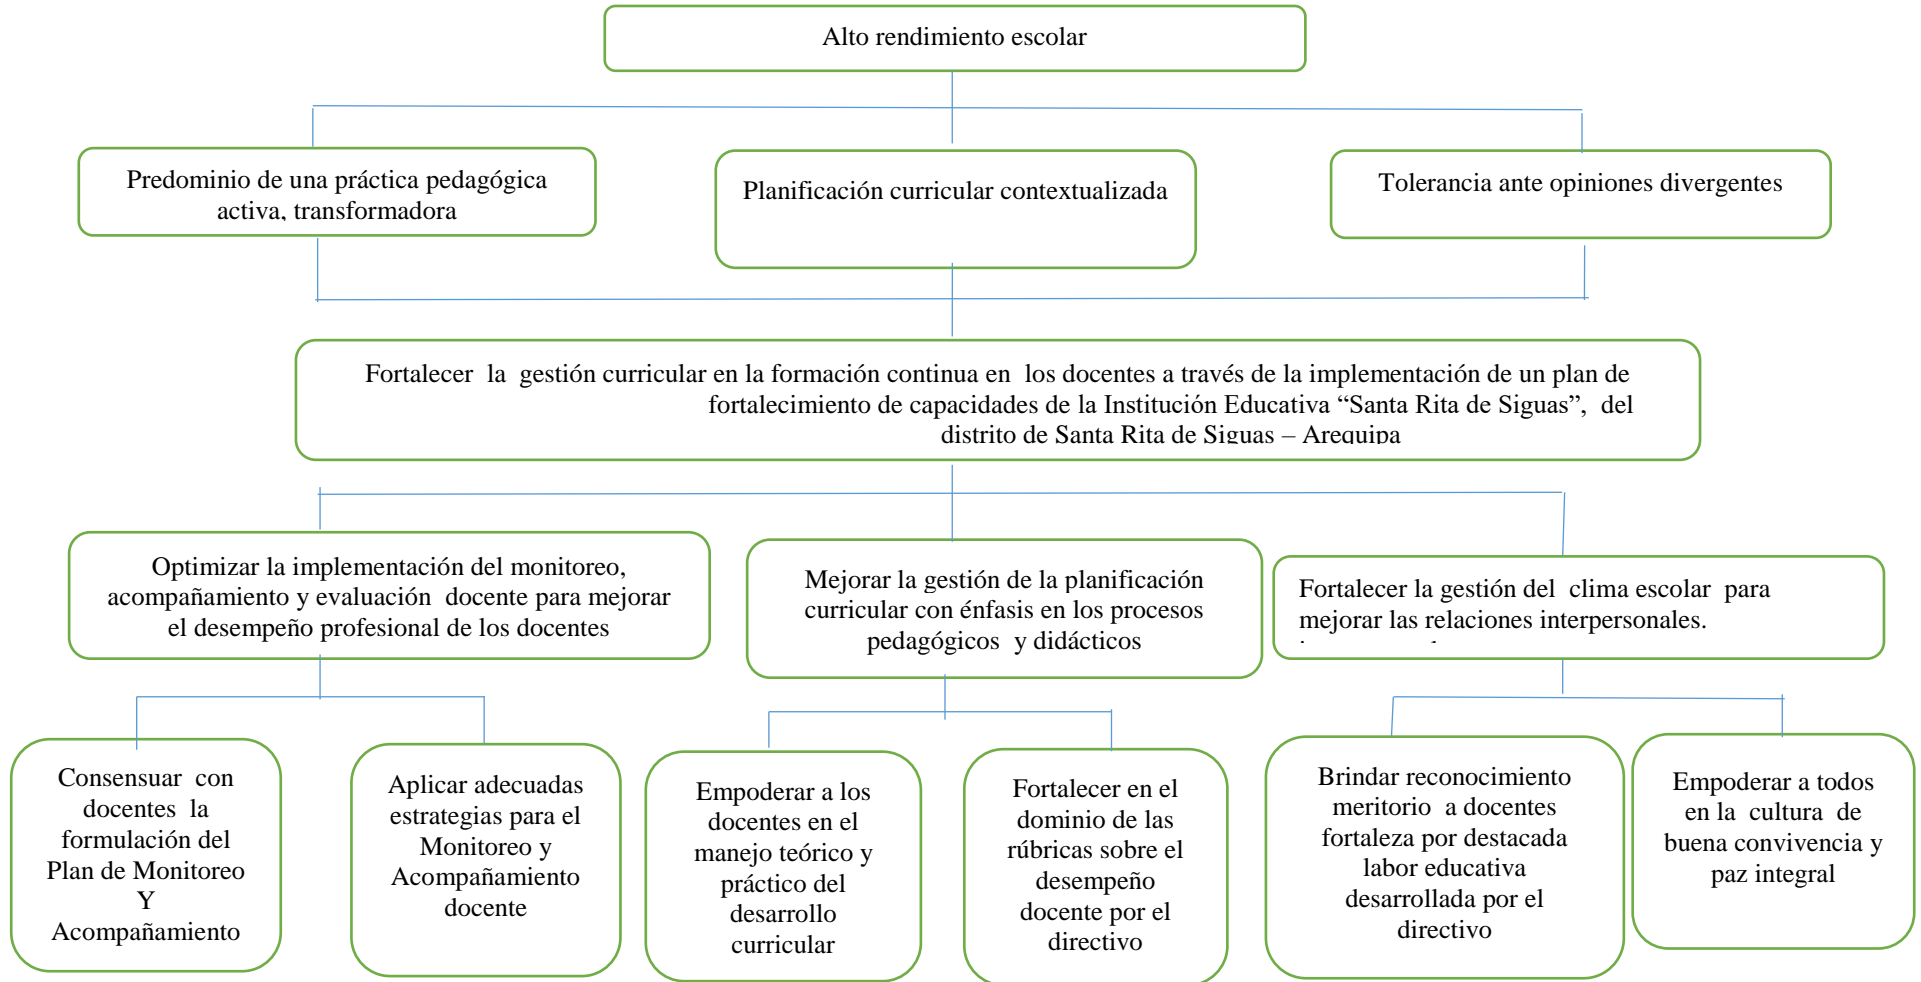 Alto rendimiento escolar
Predominio de una práctica pedagógica
activa, transformadora
Planificación curricular contextualizada
Tolerancia ante opiniones divergentes
Fortalecer la gestión curricular en la formación continua en los docentes a través de la implementación de un plan de
fortalecimiento de capacidades de la Institución Educativa “Santa Rita de Siguas”, del
distrito de Santa Rita de Siguas – Arequipa
Optimizar la implementación del monitoreo,
acompañamiento y evaluación docente para mejorar
el desempeño profesional de los docentes
Mejorar la gestión de la planificación
curricular con énfasis en los procesos
pedagógicos y didácticos
Fortalecer la gestión del clima escolar para
mejorar las relaciones interpersonales.
Consensuar con
docentes la
formulación del
Plan de Monitoreo
Y
Acompañamiento
Aplicar adecuadas
estrategias para el
Monitoreo y
Acompañamiento
docente
Empoderar a los
docentes en el
manejo teórico y
práctico del
desarrollo
curricular
Fortalecer en el
dominio de las
rúbricas sobre el
desempeño
docente por el
directivo
Brindar reconocimiento
meritorio a docentes
fortaleza por destacada
labor educativa
desarrollada por el
directivo
Empoderar a todos
en la cultura de
buena convivencia y
paz integral